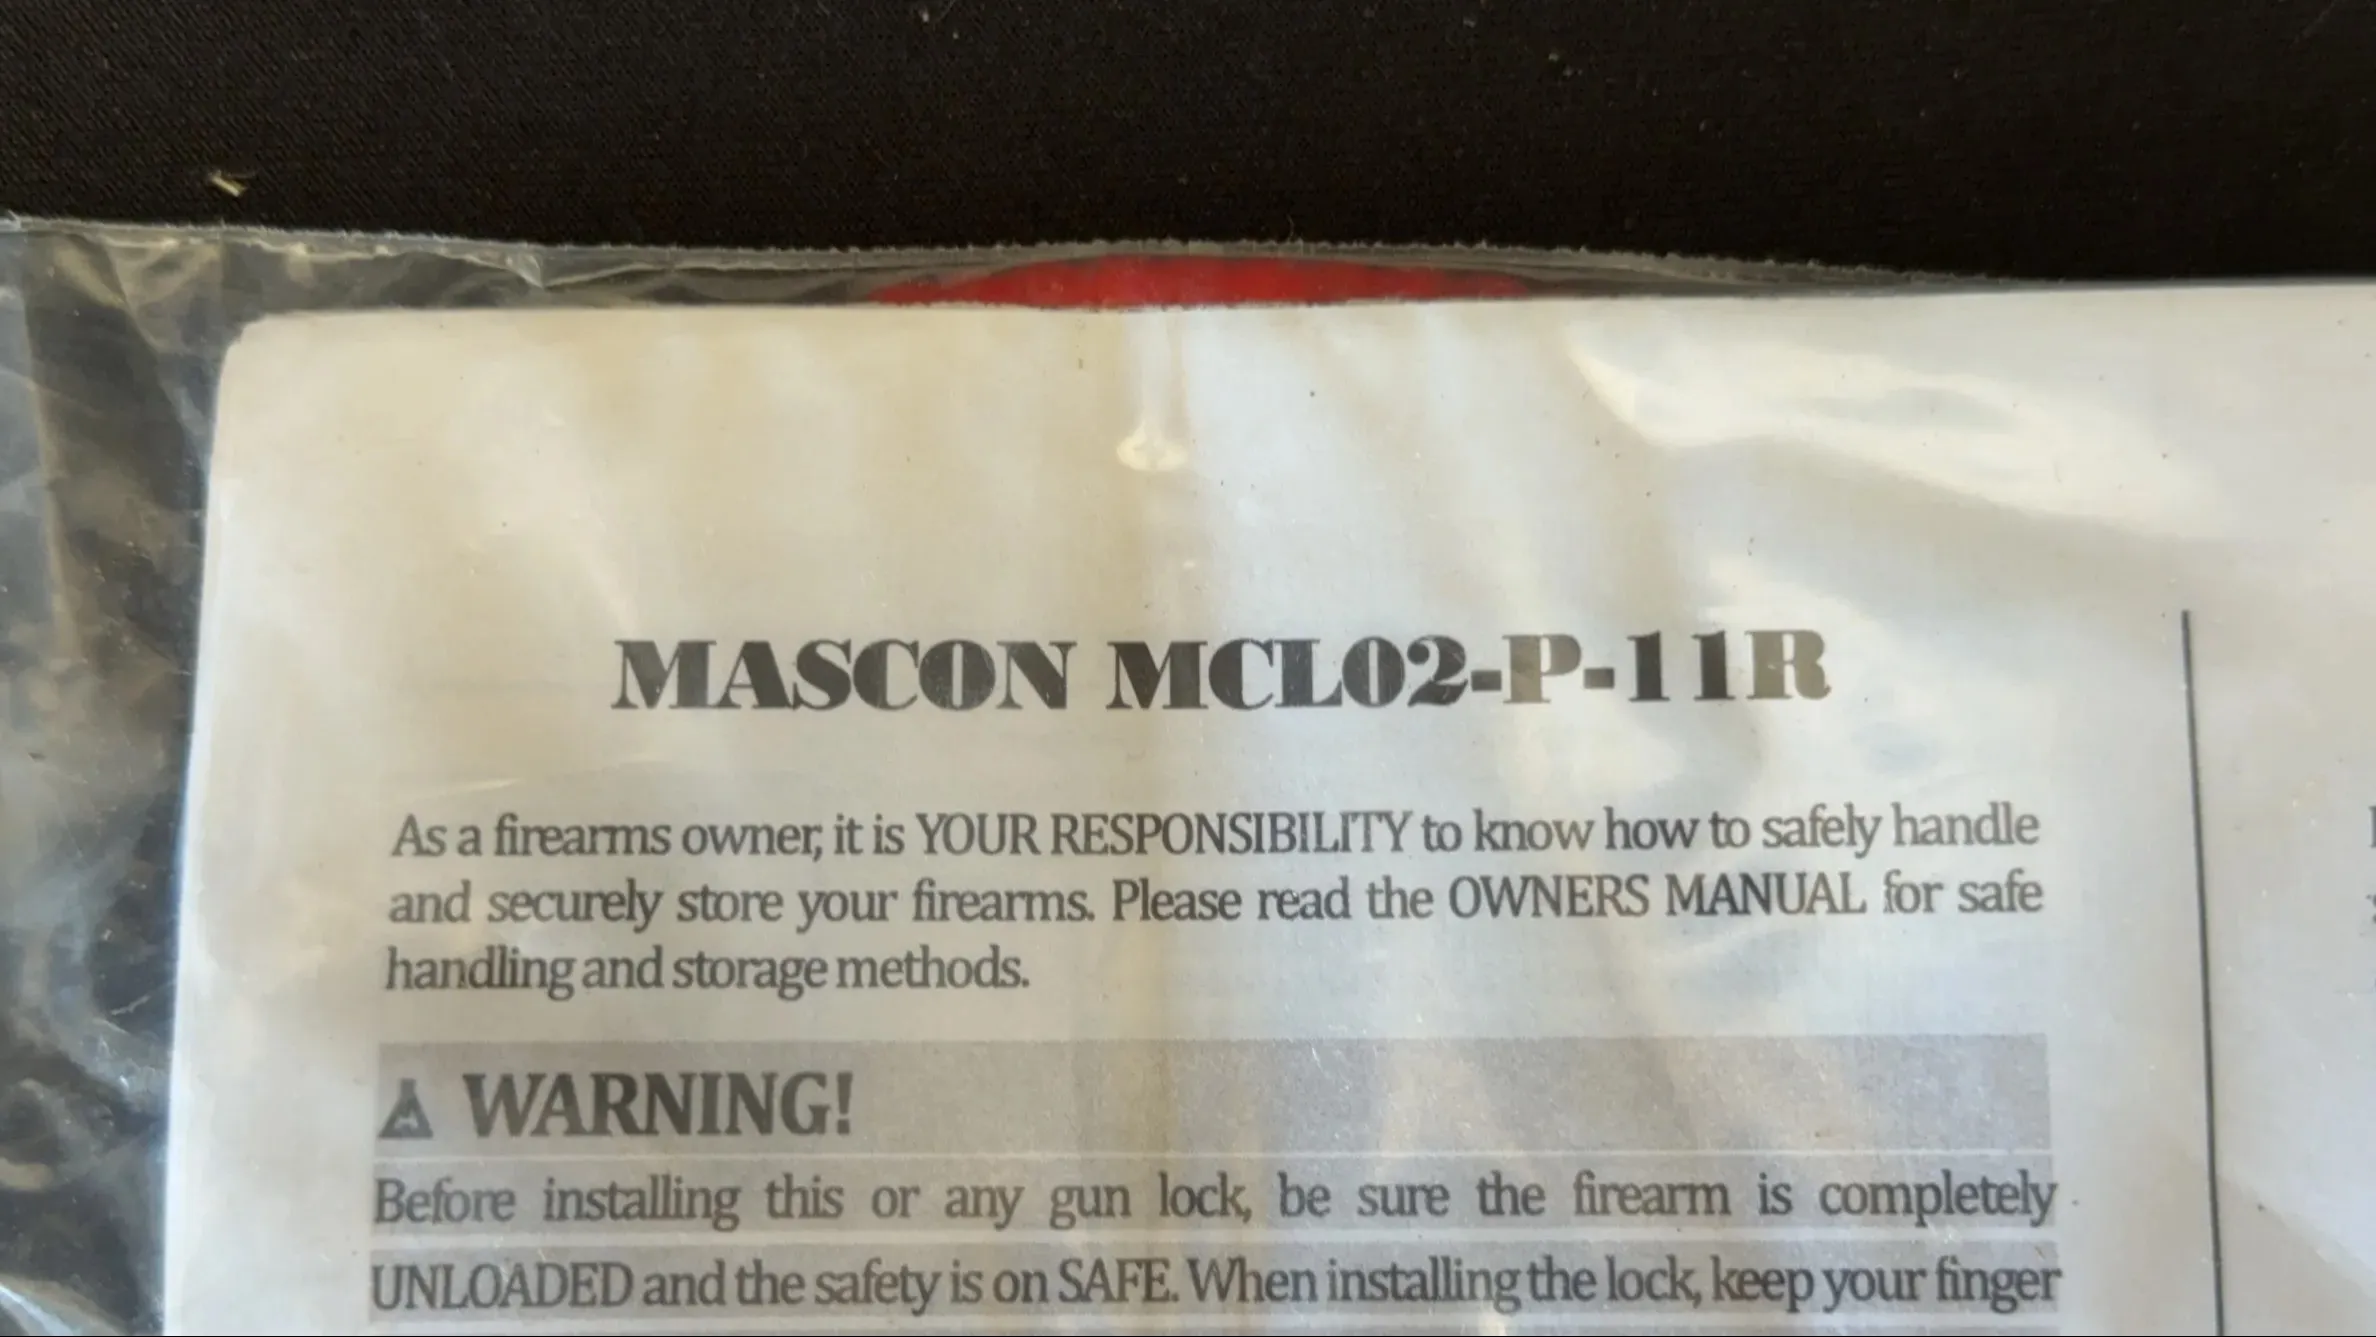 MASCON MCL02-P-11R
As a firearms owner, it is YOUR RESPONSIBILITY to know how to safely handle
and securely store your firearms. Please read the OWNERS MANUAL for safe
handling and storage methods.
WARNING!
Before installing this or any gun lock, be sure the firearm is completely
UNLOADED and the safety is on SAFE. When installing the lock, keep your finger